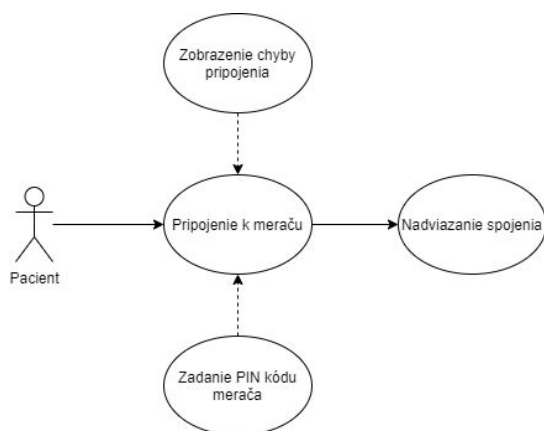 Zobrazenie chyby
pripojenia
Pripojenie k meraču
Nadviazanie spojenia
Pacient
Zadanie PIN kódu
merača